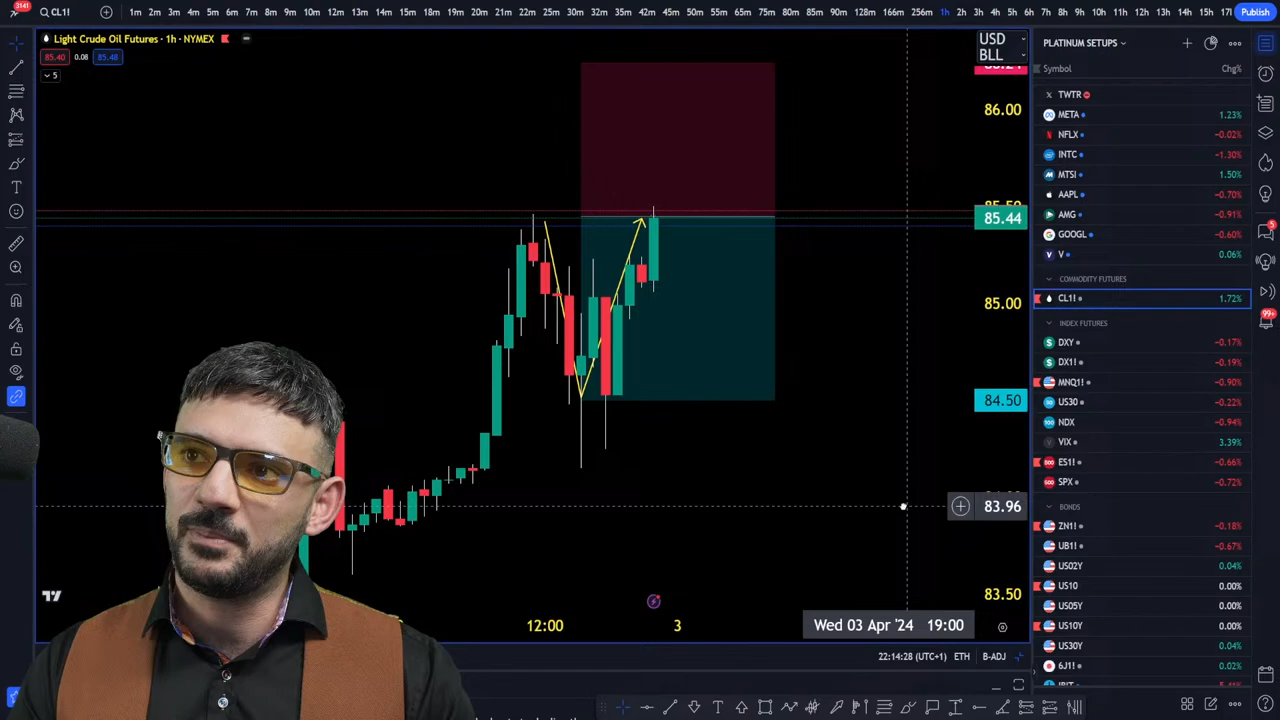 3141
CL1!
1m 2m 3m 4m 5m 6m 7m 8m 9m 10m 12m 13m 14m 15m 16m 17m 18m 20m 25m 30m 32m 35m 42m 45m 50m 55m 60m 65m 75m 80m 90m 128m 166m 256m 1h 2h 3h 4h 5h 6h 7h 8h 9h 10h 11h 12h 13h 14h 15h
Publish
Light Crude Oil Futures · 1h · NYMEX
85.40 0.08 85.48
5
USD
BLL
86.00
85.44
85.00
84.50
83.96
83.50
12:00
3
Wed 03 Apr '24 19:00
22:14:28 (UTC+1) ETH B-ADJ
PLATINUM SETUPS
Symbol Chg%
TWTR
META 1.23%
NFLX −0.02%
INTC −1.30%
MTSI 1.50%
AAPL −0.70%
AMG −0.91%
GOOGL −0.60%
V 0.06%
COMMODITY FUTURES
CL1! 1.72%
INDEX FUTURES
DXY −0.17%
DX1! −0.19%
MNQ1! −0.90%
US30 −0.22%
NDX −0.94%
VIX 3.39%
ES1! −0.66%
SPX −0.72%
BONDS
ZN1! −0.18%
UB1! −0.67%
US02Y 0.04%
US10 0.00%
US05Y 0.00%
US10Y 0.00%
US30Y 0.04%
6J1! 0.02%
IBIT
5
99+